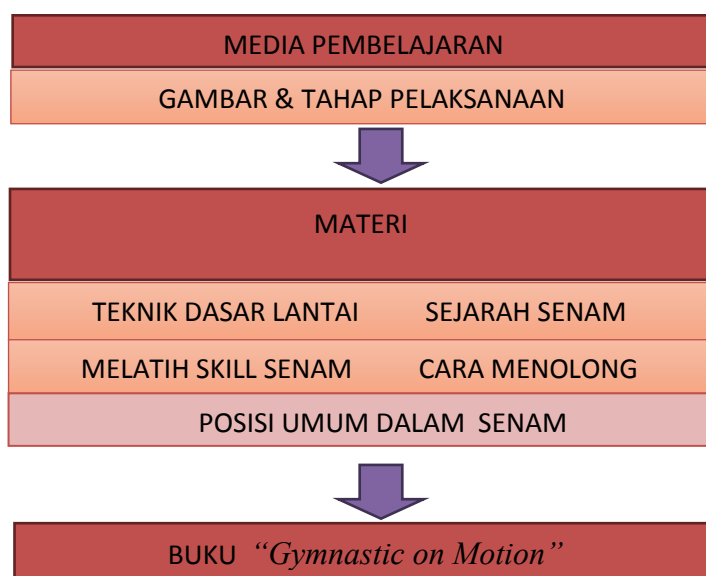 MEDIA PEMBELAJARAN
GAMBAR & TAHAP PELAKSANAAN
MATERI
TEKNIK DASAR LANTAI SEJARAH SENAM
MELATIH SKILL SENAM CARA MENOLONG
POSISI UMUM DALAM SENAM
BUKU “Gymnastic on Motion”